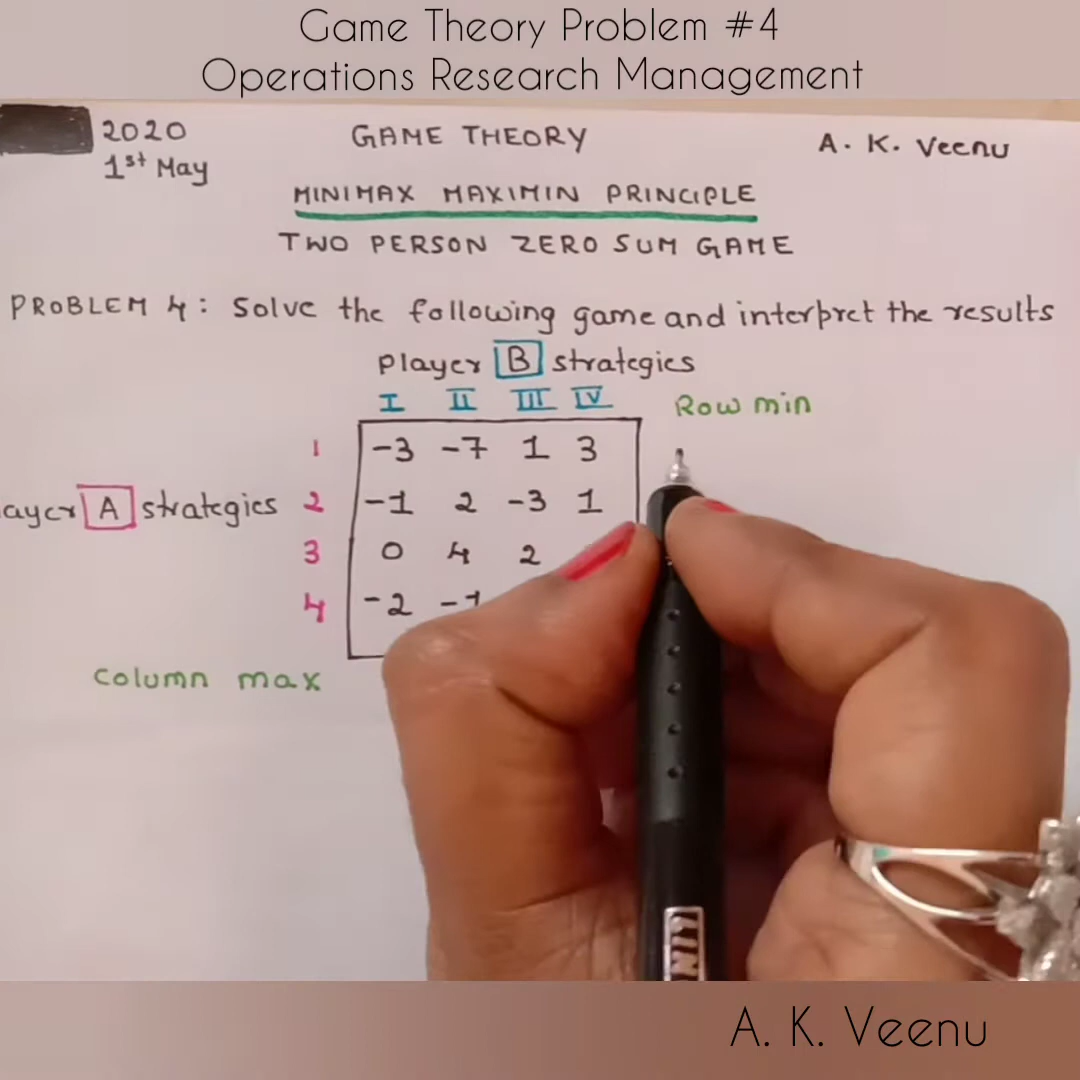 Game Theory Problem #4
Operations Research Management
2020 GAME THEORY A. K. Veenu
1st May
MINIMAX MAXIMIN PRINCIPLE
TWO PERSON ZERO SUM GAME
PROBLEM 4: Solve the following game and interpret the results
Player B strategies
I II III IV Row min
1 -3 -7 1 3
ayer A strategies 2 -1 2 -3 1
3 0 4 2
4 -2 -1
column max
A. K. Veenu